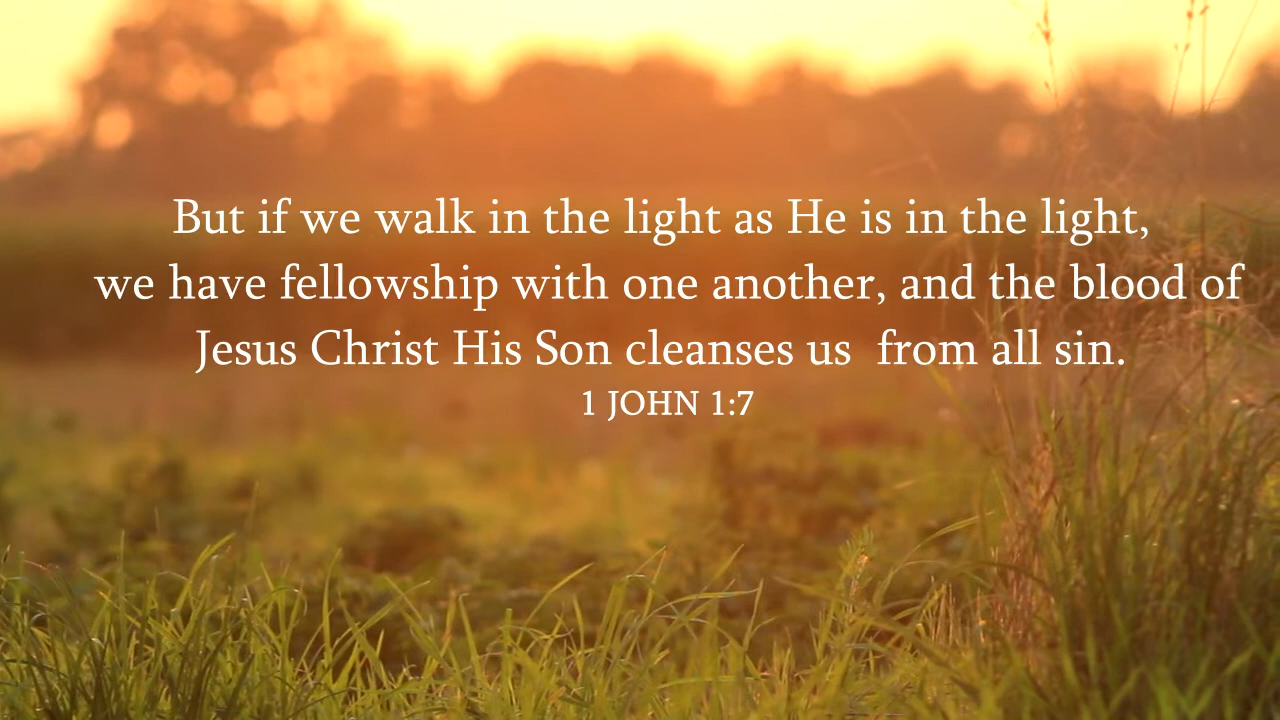 But if we walk in the light as He is in the light,
we have fellowship with one another, and the blood of
Jesus Christ His Son cleanses us  from all sin.
1 JOHN 1:7